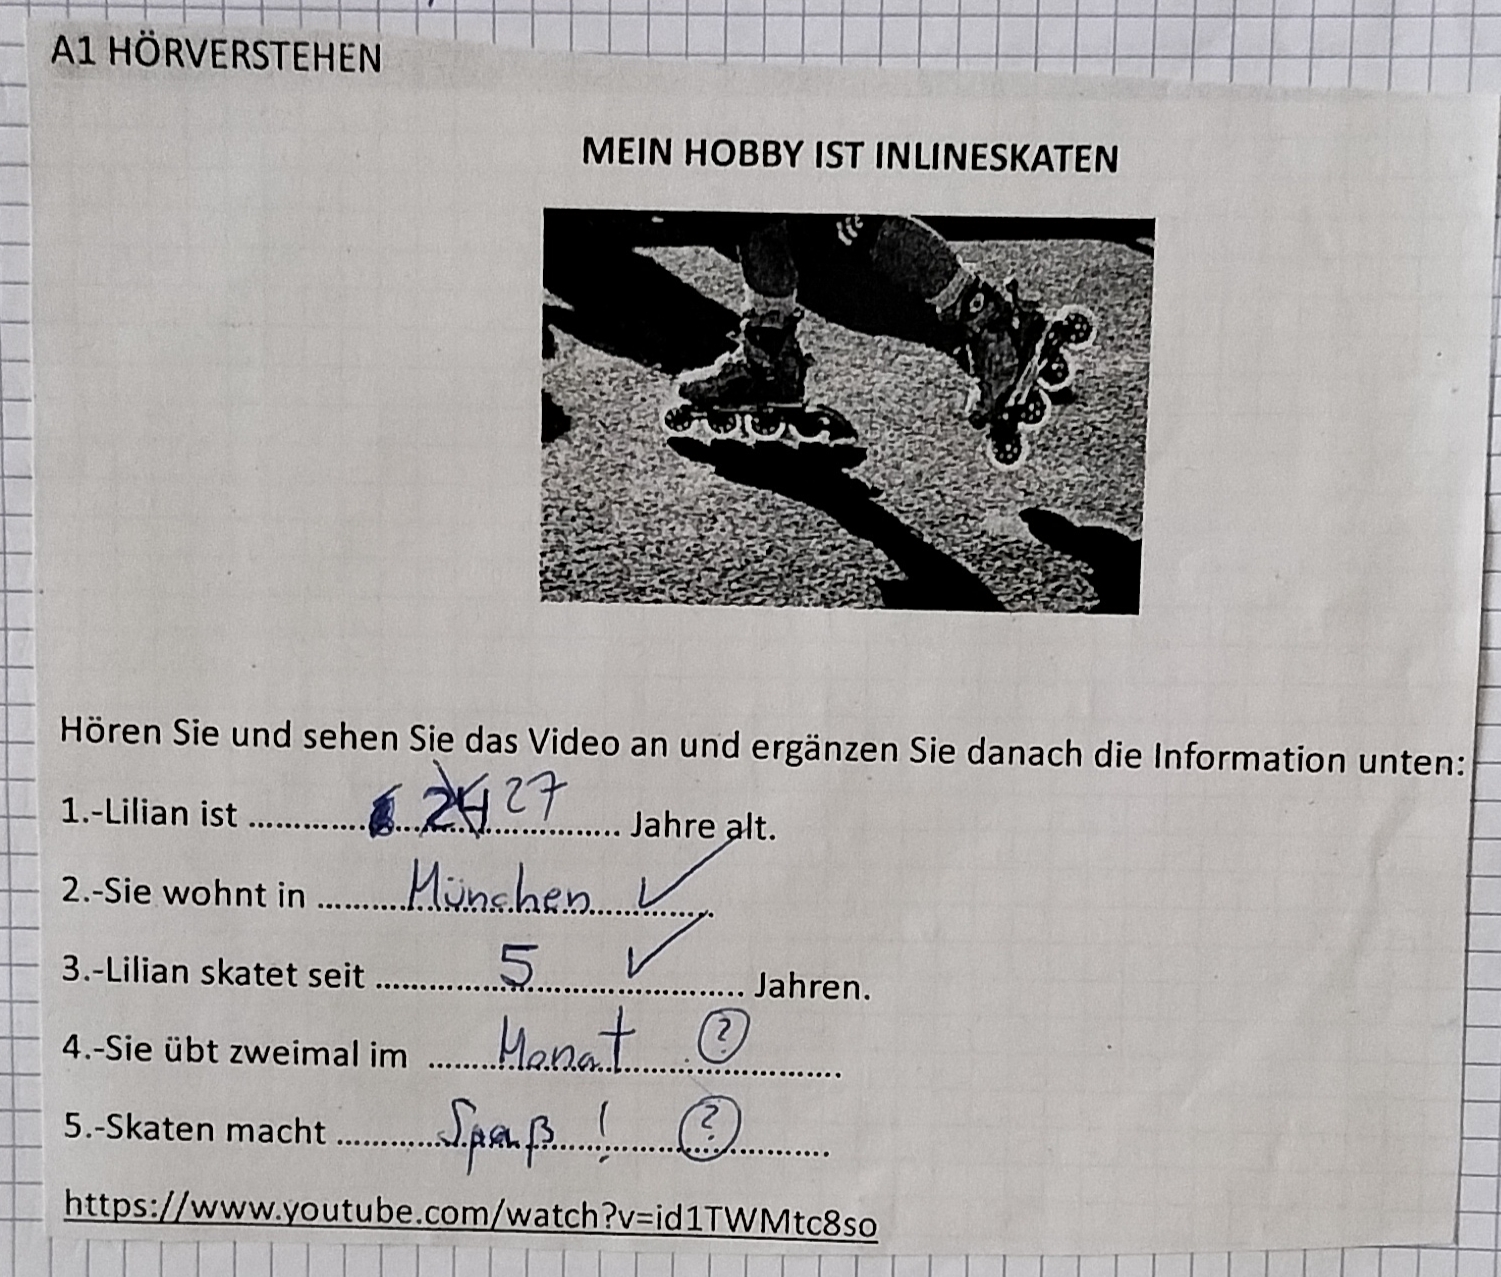 A1 HÖRVERSTEHEN
MEIN HOBBY IST INLINESKATEN
Hören Sie und sehen Sie das Video an und ergänzen Sie danach die Information unten:
1.-Lilian ist ........... 24 27 ........... Jahre alt.
2.-Sie wohnt in ........... München ✓ ...........
3.-Lilian skatet seit ........... 5 ✓ ........... Jahren.
4.-Sie übt zweimal im ........... Monat ? ...........
5.-Skaten macht ........... Spaß ! ? ...........
https://www.youtube.com/watch?v=id1TWMtc8so